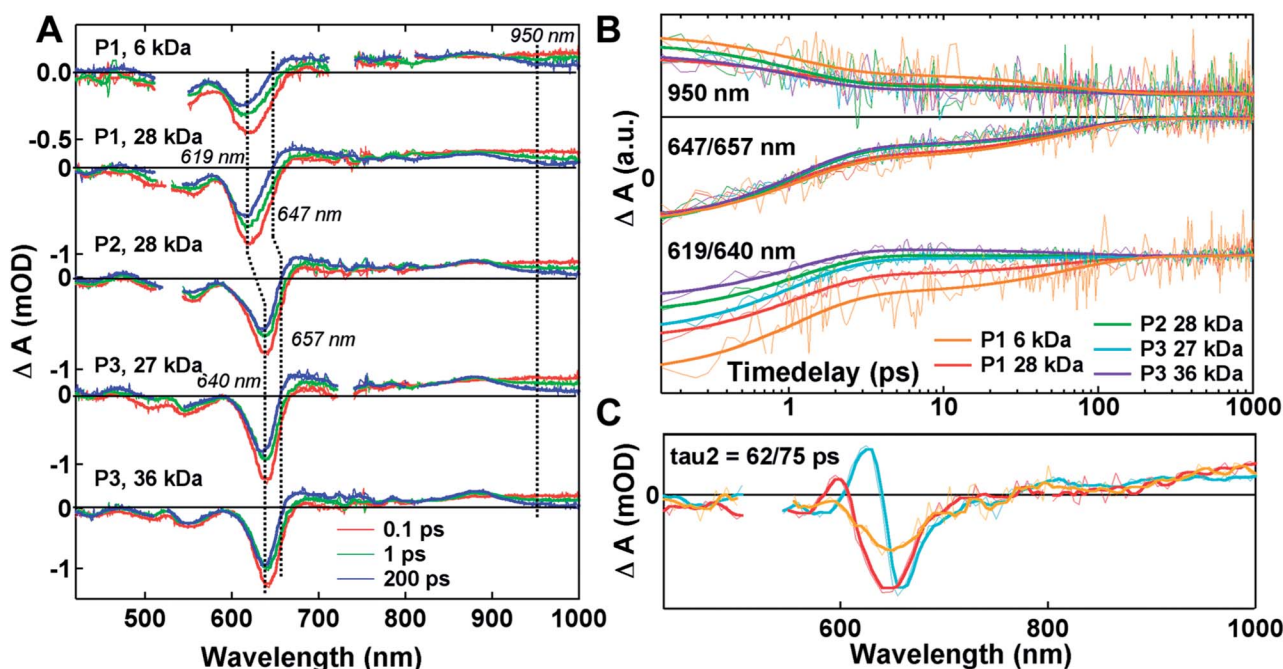 A
P1, 6 kDa
950 nm
0.0
-0.5
P1, 28 kDa
619 nm
0
647 nm
-1
P2, 28 kDa
0
657 nm
-1
P3, 27 kDa
640 nm
0
-1
P3, 36 kDa
0
0.1 ps
1 ps
200 ps
-1
Δ A (mOD)
500 600 700 800 900 1000
Wavelength (nm)
B
950 nm
647/657 nm
0
Δ A (a.u.)
619/640 nm
P1 6 kDa
P1 28 kDa
P2 28 kDa
P3 27 kDa
P3 36 kDa
Timedelay (ps)
1 10 100 1000
C
tau2 = 62/75 ps
0
Δ A (mOD)
600 800 1000
Wavelength (nm)